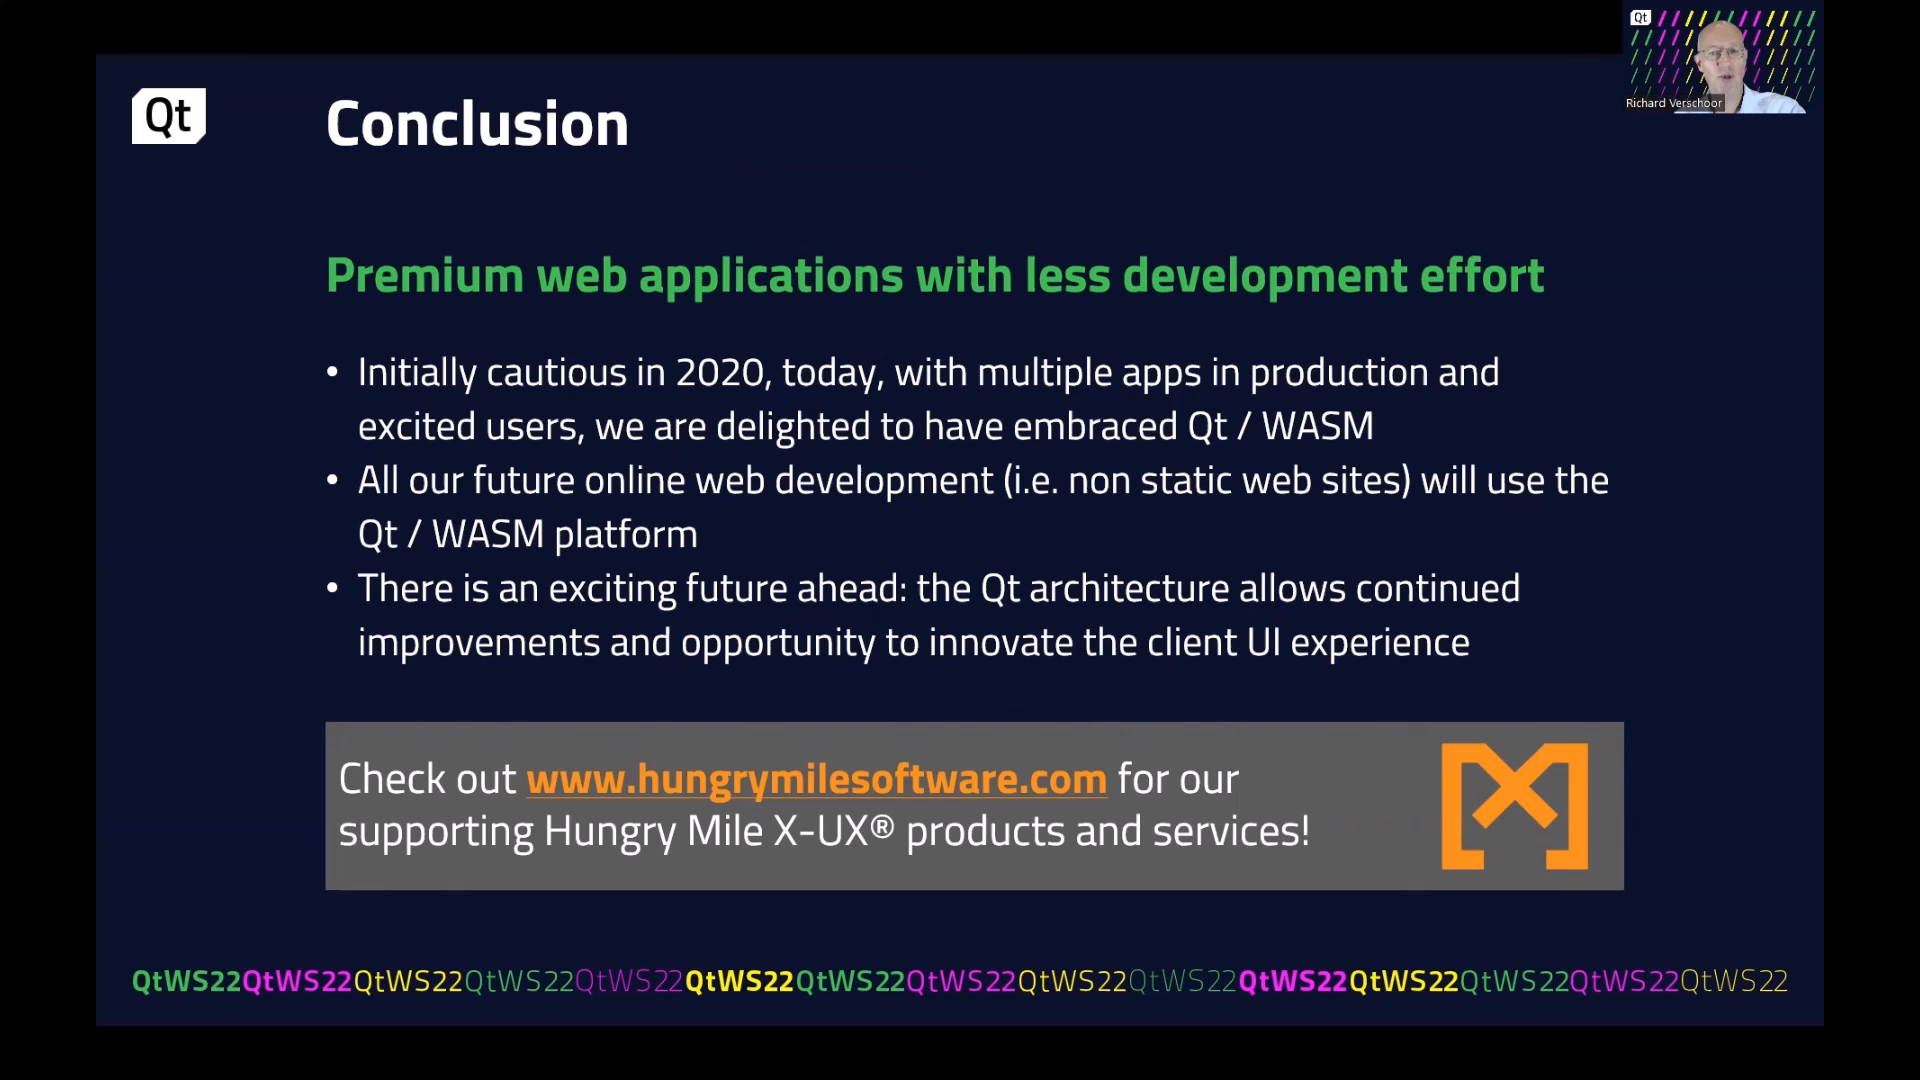 Qt
Richard Verschoor
Qt
Conclusion
Premium web applications with less development effort
• Initially cautious in 2020, today, with multiple apps in production and
excited users, we are delighted to have embraced Qt / WASM
• All our future online web development (i.e. non static web sites) will use the
Qt / WASM platform
• There is an exciting future ahead: the Qt architecture allows continued
improvements and opportunity to innovate the client UI experience
Check out www.hungrymilesoftware.com for our
supporting Hungry Mile X-UX® products and services!
QtWS22QtWS22QtWS22QtWS22QtWS22QtWS22QtWS22QtWS22QtWS22QtWS22QtWS22QtWS22QtWS22QtWS22QtWS22